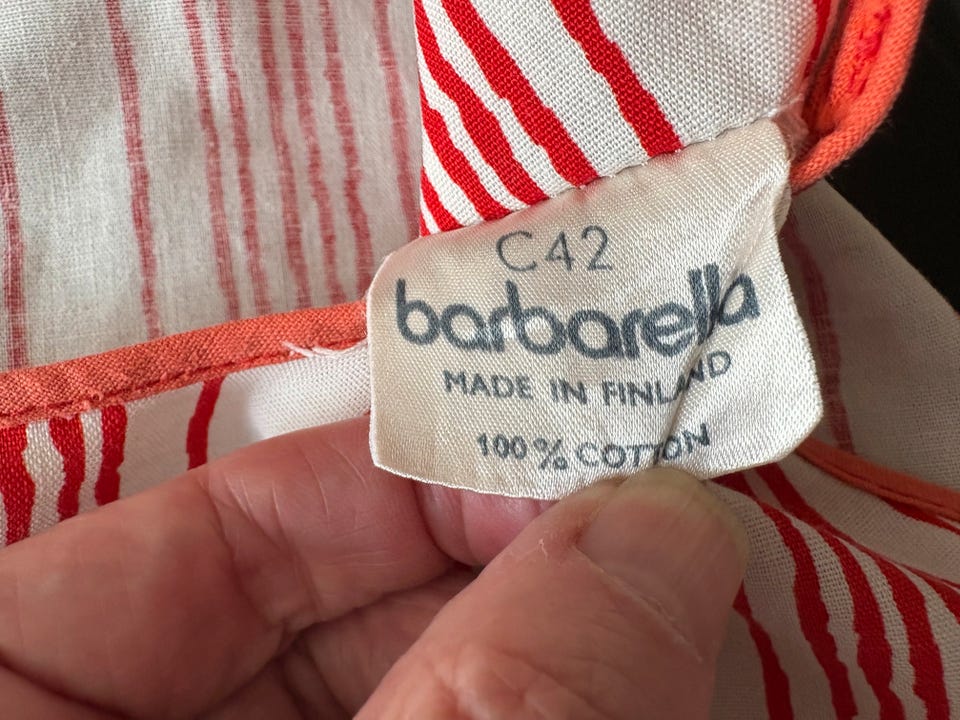 C42
barbarella
MADE IN FINLAND
100% COTTON